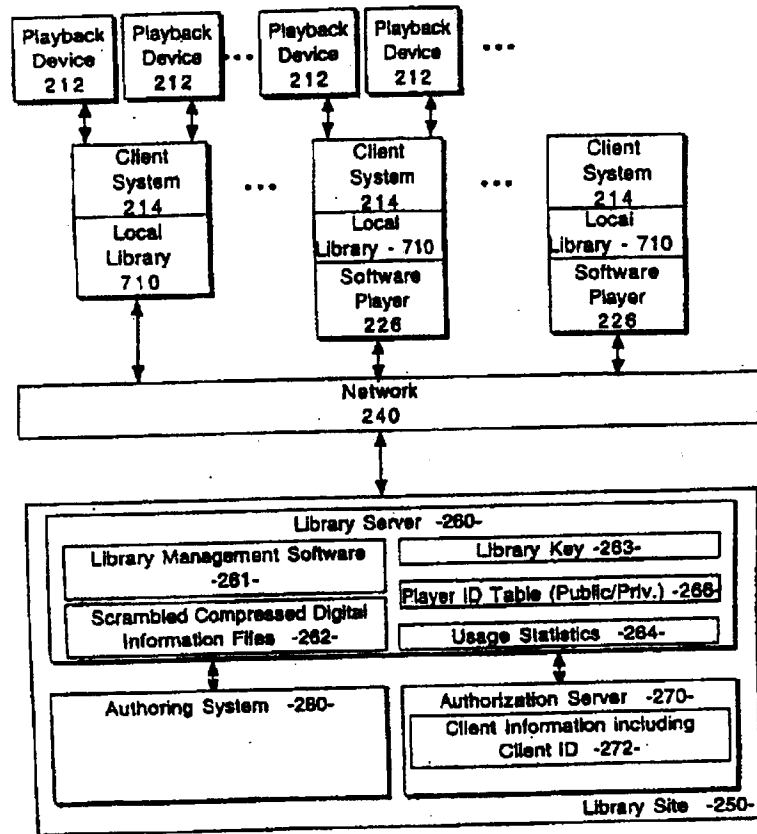 Playback Device 212
Playback Device 212
...
Playback Device 212
Playback Device 212
...
Client System 214
Local Library 710
...
Client System 214
Local Library - 710
Software Player 226
...
Client System 214
Local Library - 710
Software Player 226
Network
240
Library Server -260-
Library Management Software
-261-
Scrambled Compressed Digital
Information Files -262-
Library Key -263-
Player ID Table (Public/Priv.) -266-
Usage Statistics -264-
Authoring System -280-
Authorization Server -270-
Client Information including
Client ID -272-
Library Site -250-